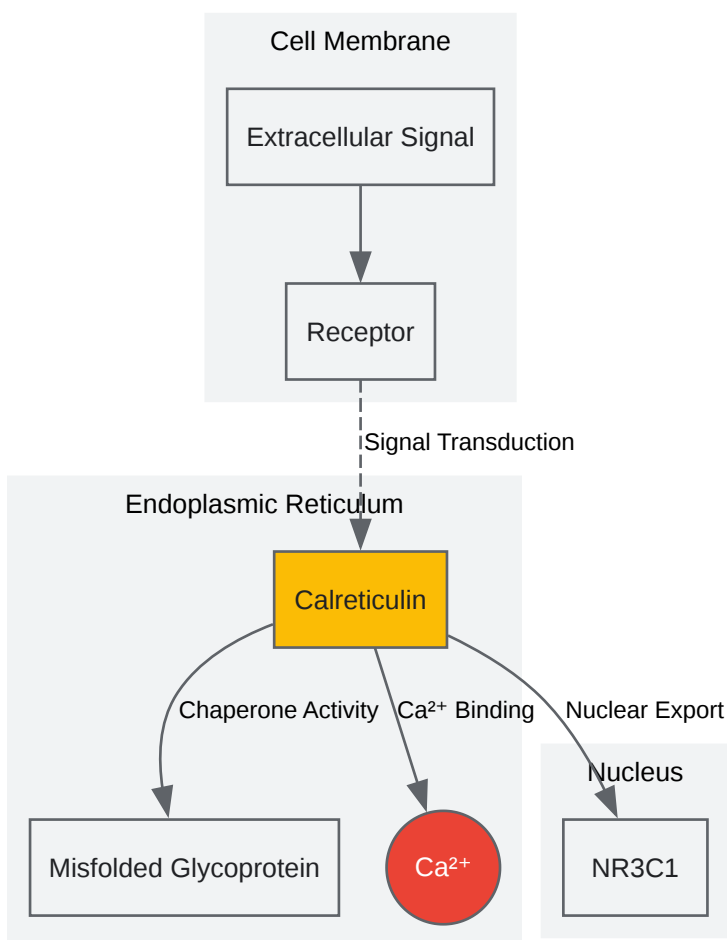 Cell Membrane
Extracellular Signal
Receptor
Signal Transduction
Endoplasmic Reticulum
Calreticulin
Chaperone Activity
Ca²⁺ Binding
Nuclear Export
Nucleus
Misfolded Glycoprotein
Ca²⁺
NR3C1